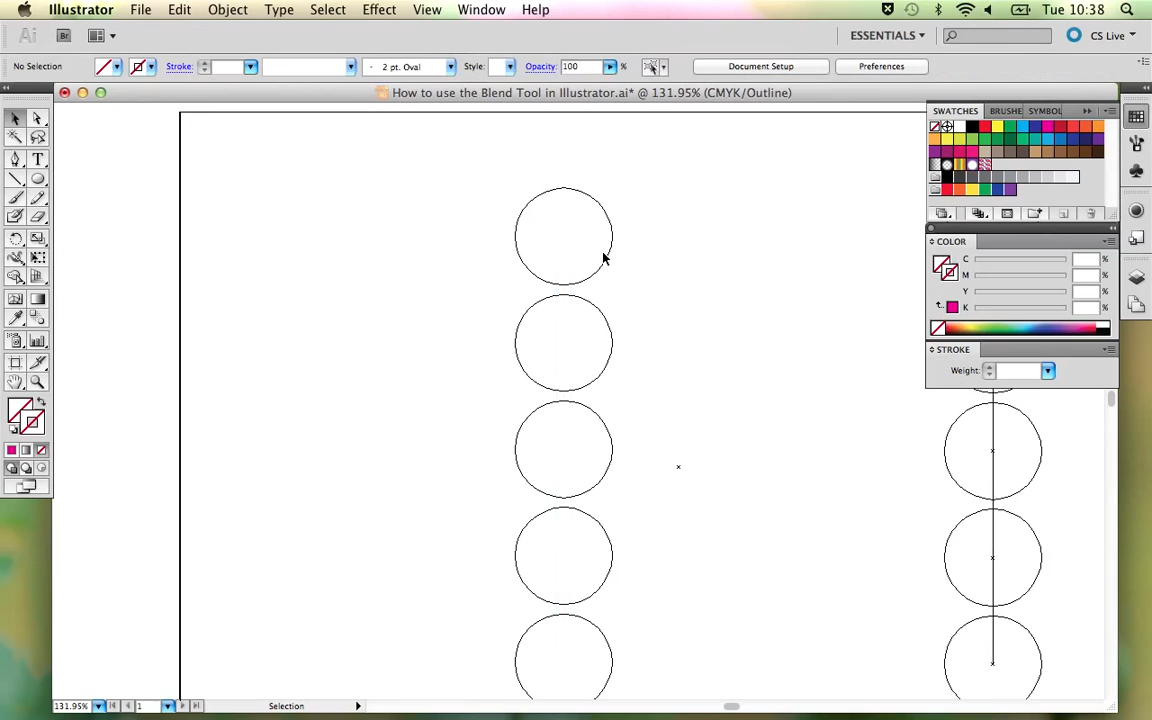 Illustrator File Edit Object Type Select Effect View Window Help Tue 10:38
Ai Br ESSENTIALS CS Live
No Selection Stroke: 2 pt. Oval Style: Opacity: 100 % Document Setup Preferences
How to use the Blend Tool in Illustrator.ai* @ 131.95% (CMYK/Outline)
SWATCHES BRUSHE SYMBOL
COLOR
C %
M %
Y %
K %
STROKE
Weight:
131.95% 1 Selection